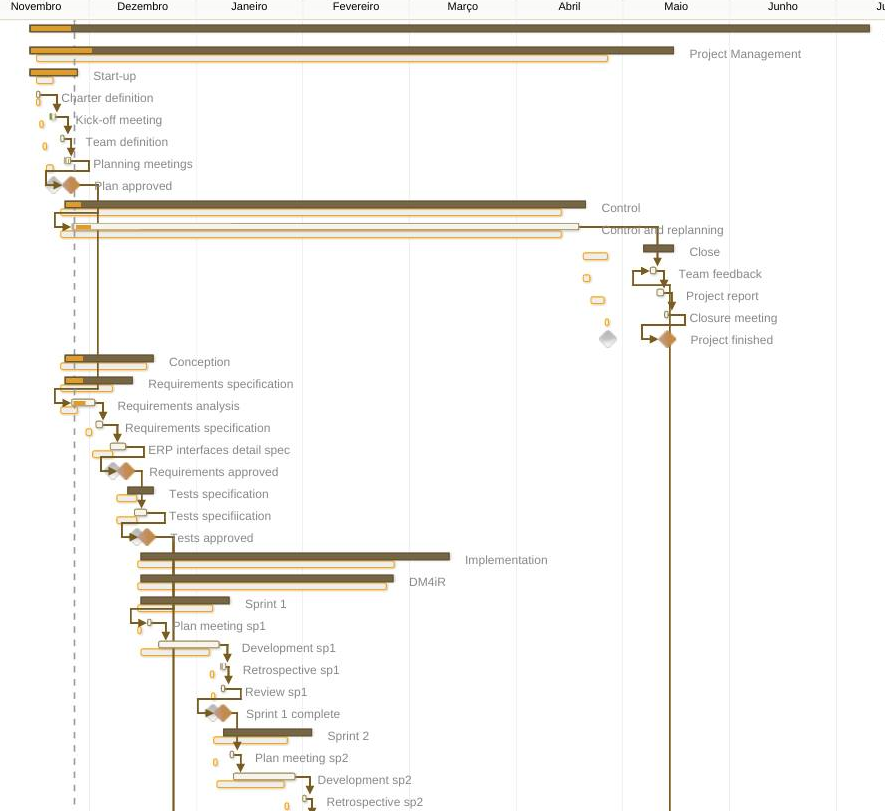 Novembro Dezembro Janeiro Fevereiro Março Abril Maio Junho
Project Management
Start-up
Charter definition
Kick-off meeting
Team definition
Planning meetings
Plan approved
Control
Control and replanning
Close
Team feedback
Project report
Closure meeting
Project finished
Conception
Requirements specification
Requirements analysis
Requirements specification
ERP interfaces detail spec
Requirements approved
Tests specification
Tests specifiication
Tests approved
Implementation
DM4iR
Sprint 1
Plan meeting sp1
Development sp1
Retrospective sp1
Review sp1
Sprint 1 complete
Sprint 2
Plan meeting sp2
Development sp2
Retrospective sp2